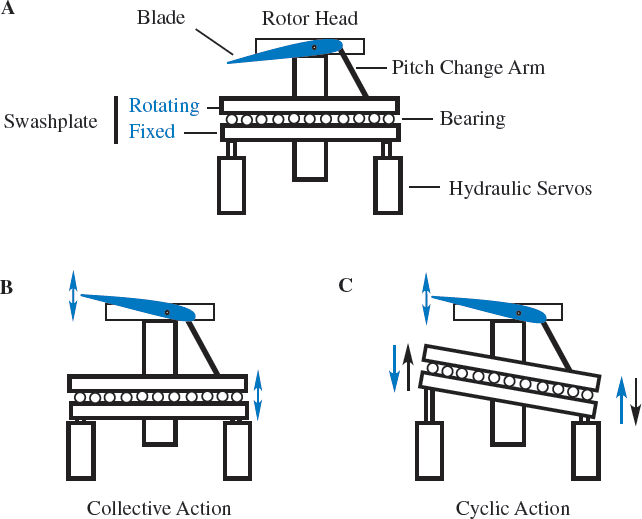 A
Blade
Rotor Head
Pitch Change Arm
Swashplate
Rotating
Fixed
Bearing
Hydraulic Servos
B
C
Collective Action
Cyclic Action